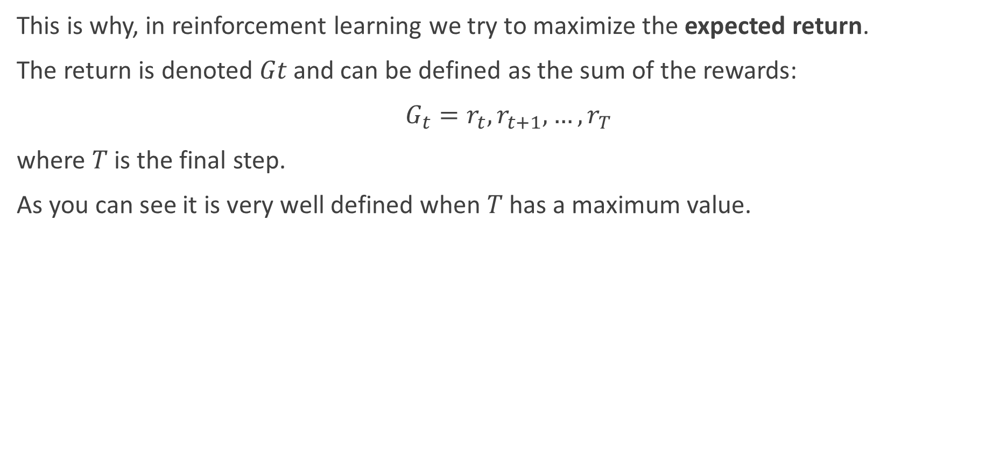 This is why, in reinforcement learning we try to maximize the expected return.
The return is denoted Gt and can be defined as the sum of the rewards:
G_t = r_t, r_{t+1}, … , r_T
where T is the final step.
As you can see it is very well defined when T has a maximum value.